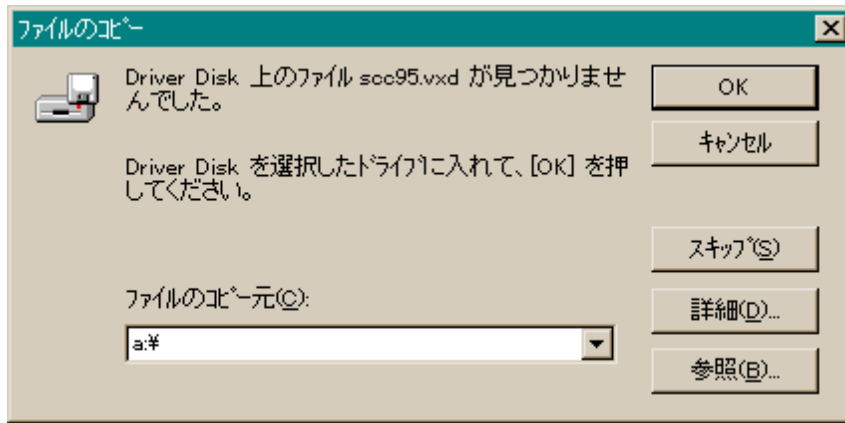 ファイルのコピー
Driver Disk 上のファイル scc95.vxd が見つかりませ
んでした。
Driver Disk を選択したドライブに入れて、[OK] を押
してください。
ファイルのコピー元(C):
a:¥
OK
キャンセル
スキップ(S)
詳細(D)...
参照(B)...